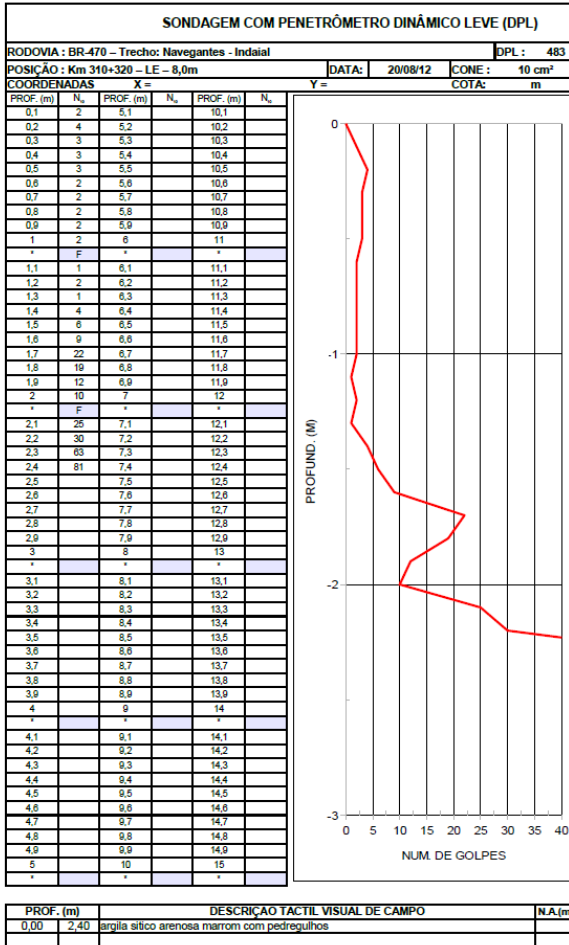 SONDAGEM COM PENETRÔMETRO DINÂMICO LEVE (DPL)
RODOVIA : BR-470 – Trecho: Navegantes - Indaial DPL : 483
POSIÇÃO : Km 310+320 – LE – 8,0m DATA: 20/08/12 CONE : 10 cm²
COORDENADAS X = Y = COTA: m
PROF. (m) N₁₀ PROF. (m) N₁₀ PROF. (m) N₁₀
0,1 2 5,1 10,1
0,2 4 5,2 10,2
0,3 3 5,3 10,3
0,4 3 5,4 10,4
0,5 3 5,5 10,5
0,6 2 5,6 10,6
0,7 2 5,7 10,7
0,8 2 5,8 10,8
0,9 2 5,9 10,9
1 2 6 11
* F * *
1,1 1 6,1 11,1
1,2 2 6,2 11,2
1,3 1 6,3 11,3
1,4 4 6,4 11,4
1,5 6 6,5 11,5
1,6 9 6,6 11,6
1,7 22 6,7 11,7
1,8 19 6,8 11,8
1,9 12 6,9 11,9
2 10 7 12
* F * *
2,1 25 7,1 12,1
2,2 30 7,2 12,2
2,3 63 7,3 12,3
2,4 81 7,4 12,4
2,5 7,5 12,5
2,6 7,6 12,6
2,7 7,7 12,7
2,8 7,8 12,8
2,9 7,9 12,9
3 8 13
* * *
3,1 8,1 13,1
3,2 8,2 13,2
3,3 8,3 13,3
3,4 8,4 13,4
3,5 8,5 13,5
3,6 8,6 13,6
3,7 8,7 13,7
3,8 8,8 13,8
3,9 8,9 13,9
4 9 14
* * *
4,1 9,1 14,1
4,2 9,2 14,2
4,3 9,3 14,3
4,4 9,4 14,4
4,5 9,5 14,5
4,6 9,6 14,6
4,7 9,7 14,7
4,8 9,8 14,8
4,9 9,9 14,9
5 10 15
* * *
0
-1
-2
-3
PROFUND. (M)
0 5 10 15 20 25 30 35 40
NUM. DE GOLPES
PROF. (m) DESCRIÇÃO TACTIL VISUAL DE CAMPO N.A.(m
0,00 2,40 argila sitico arenosa marrom com pedregulhos